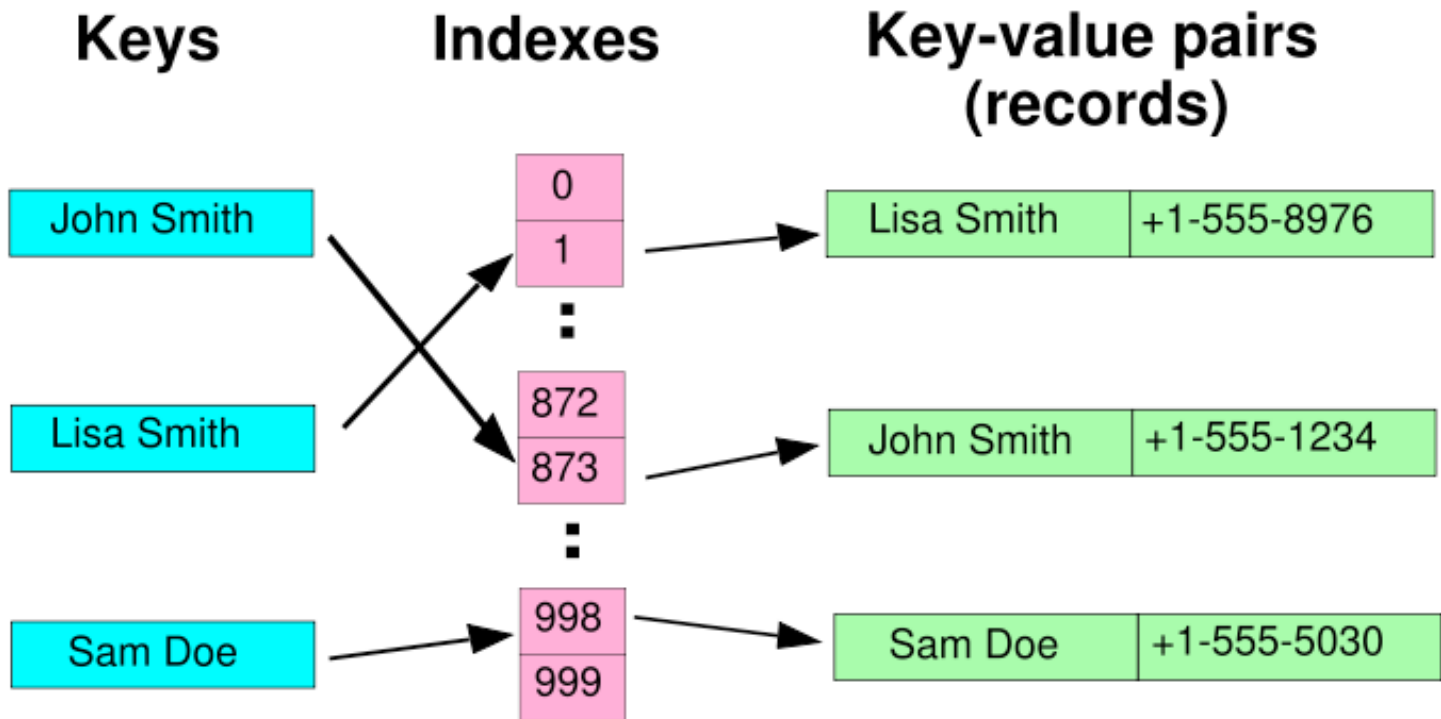 Keys
Indexes
Key-value pairs
(records)
John Smith
Lisa Smith
Sam Doe
0
1
:
872
873
:
998
999
Lisa Smith +1-555-8976
John Smith +1-555-1234
Sam Doe +1-555-5030